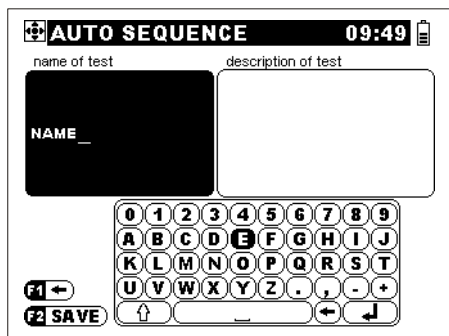 AUTO SEQUENCE 09:49
name of test description of test
NAME_
0 1 2 3 4 5 6 7 8 9
A B C D E F G H I J
K L M N O P Q R S T
U V W X Y Z . , - +
F1 ←
F2 SAVE